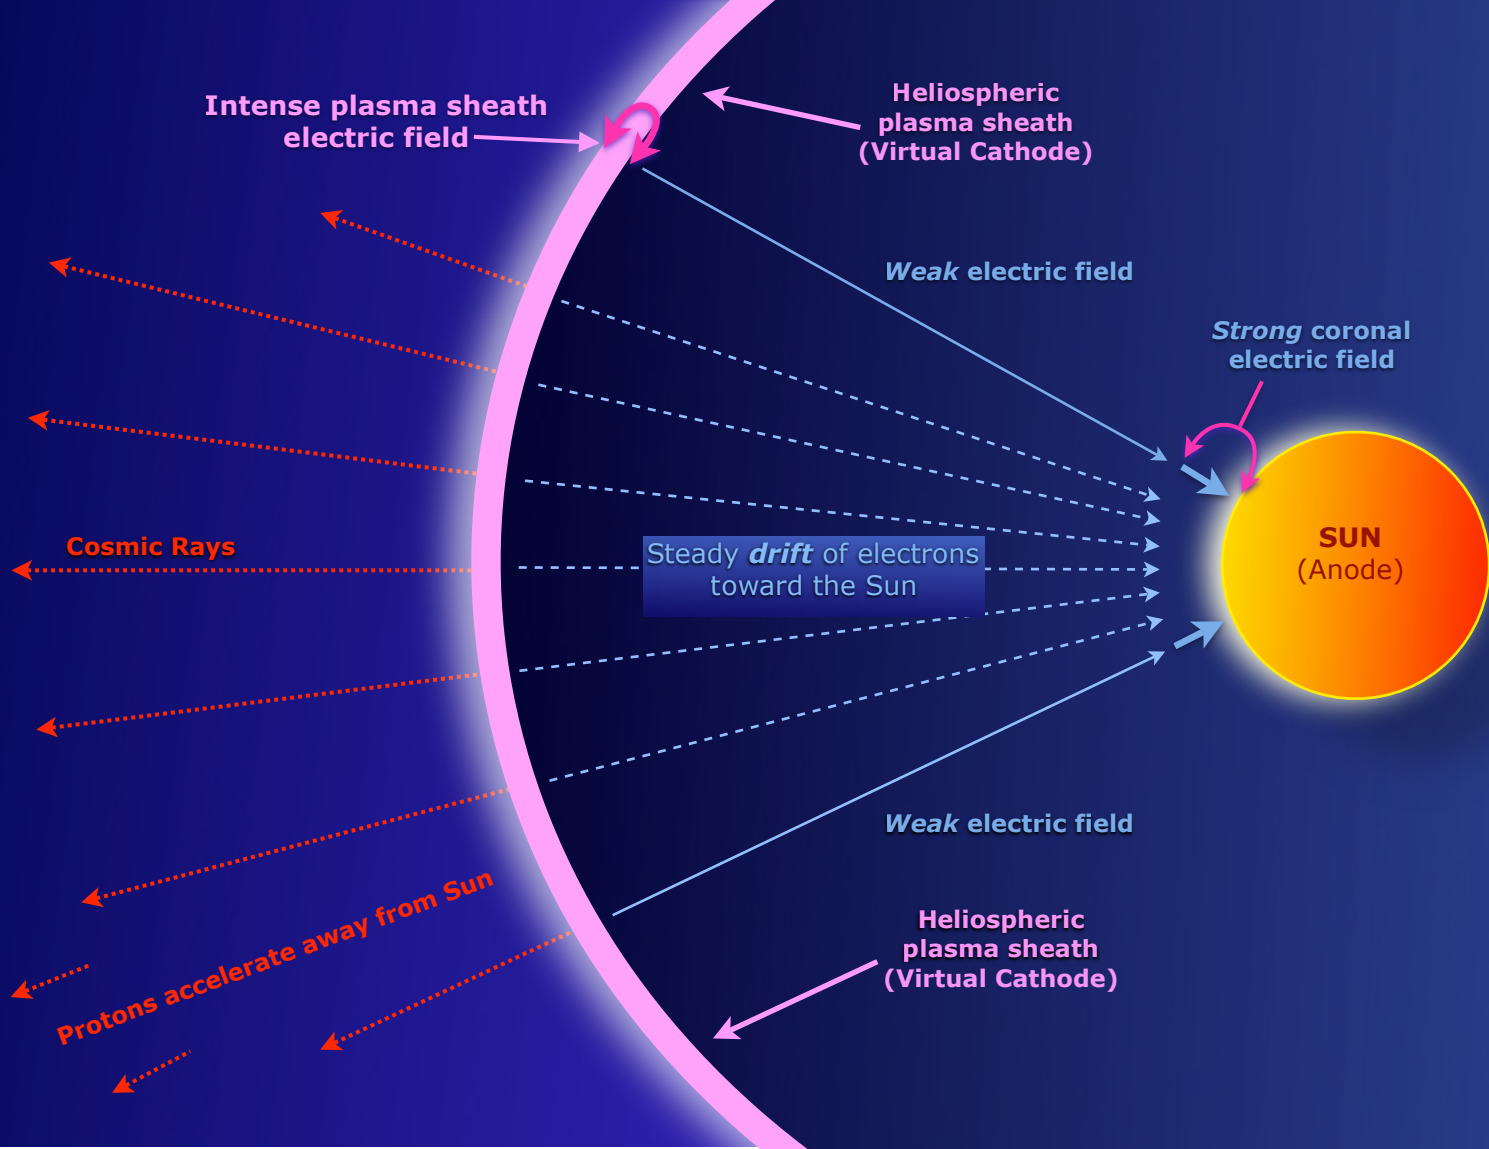 Intense plasma sheath
electric field
Heliospheric
plasma sheath
(Virtual Cathode)
Weak electric field
Strong coronal
electric field
Cosmic Rays
Steady drift of electrons
toward the Sun
SUN
(Anode)
Weak electric field
Protons accelerate away from Sun
Heliospheric
plasma sheath
(Virtual Cathode)